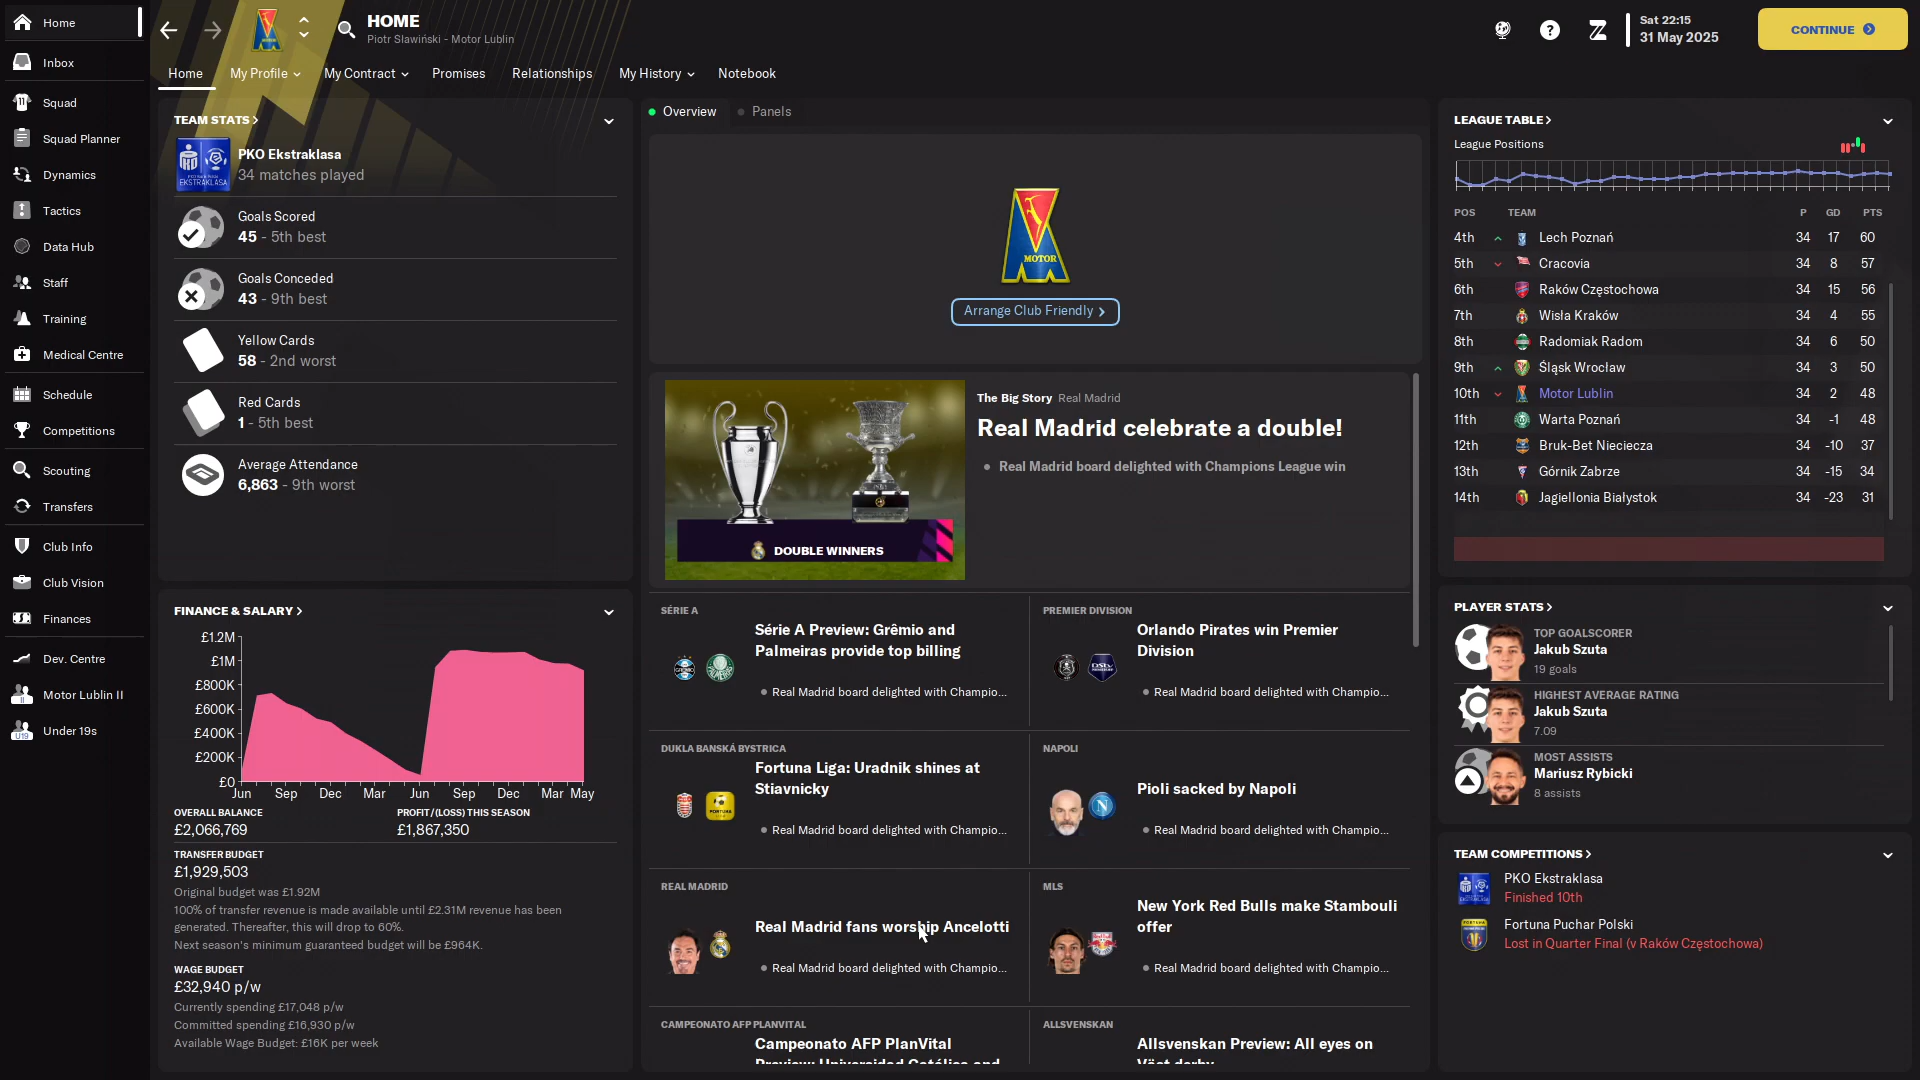 Home
Inbox
Squad
Squad Planner
Dynamics
Tactics
Data Hub
Staff
Training
Medical Centre
Schedule
Competitions
Scouting
Transfers
Club Info
Club Vision
Finances
Dev. Centre
Motor Lublin II
Under 19s
HOME
Piotr Sławiński - Motor Lublin
Sat 22:15
31 May 2025
CONTINUE
Home
My Profile
My Contract
Promises
Relationships
My History
Notebook
TEAM STATS >
PKO Ekstraklasa
34 matches played
Goals Scored
45 - 5th best
Goals Conceded
43 - 9th best
Yellow Cards
58 - 2nd worst
Red Cards
1 - 5th best
Average Attendance
6,863 - 9th worst
FINANCE & SALARY >
£1.2M
£1M
£800K
£600K
£400K
£200K
£0
Jun Sep Dec Mar Jun Sep Dec Mar May
OVERALL BALANCE
£2,066,769
PROFIT/(LOSS) THIS SEASON
£1,867,350
TRANSFER BUDGET
£1,929,503
Original budget was £1.92M
100% of transfer revenue is made available until £2.31M revenue has been
generated. Thereafter, this will drop to 60%.
Next season's minimum guaranteed budget will be £964K.
WAGE BUDGET
£32,940 p/w
Currently spending £17,048 p/w
Committed spending £16,930 p/w
Available Wage Budget: £16K per week
Overview
Panels
MOTOR
Arrange Club Friendly >
DOUBLE WINNERS
The Big Story Real Madrid
Real Madrid celebrate a double!
Real Madrid board delighted with Champions League win
SÉRIE A
Série A Preview: Grêmio and
Palmeiras provide top billing
Real Madrid board delighted with Champio...
PREMIER DIVISION
Orlando Pirates win Premier
Division
Real Madrid board delighted with Champio...
DUKLA BANSKÁ BYSTRICA
Fortuna Liga: Uradnik shines at
Stiavnicky
Real Madrid board delighted with Champio...
NAPOLI
Pioli sacked by Napoli
Real Madrid board delighted with Champio...
REAL MADRID
Real Madrid fans worship Ancelotti
Real Madrid board delighted with Champio...
MLS
New York Red Bulls make Stambouli
offer
Real Madrid board delighted with Champio...
CAMPEONATO AFP PLANVITAL
Campeonato AFP PlanVital
Preview: Universidad Católica and
ALLSVENSKAN
Allsvenskan Preview: All eyes on
Väst derby
LEAGUE TABLE >
League Positions
POS TEAM P GD PTS
4th Lech Poznań 34 17 60
5th Cracovia 34 8 57
6th Raków Częstochowa 34 15 56
7th Wisła Kraków 34 4 55
8th Radomiak Radom 34 6 50
9th Śląsk Wrocław 34 3 50
10th Motor Lublin 34 2 48
11th Warta Poznań 34 -1 48
12th Bruk-Bet Nieciecza 34 -10 37
13th Górnik Zabrze 34 -15 34
14th Jagiellonia Białystok 34 -23 31
PLAYER STATS >
TOP GOALSCORER
Jakub Szuta
19 goals
HIGHEST AVERAGE RATING
Jakub Szuta
7.09
MOST ASSISTS
Mariusz Rybicki
8 assists
TEAM COMPETITIONS >
PKO Ekstraklasa
Finished 10th
Fortuna Puchar Polski
Lost in Quarter Final (v Raków Częstochowa)